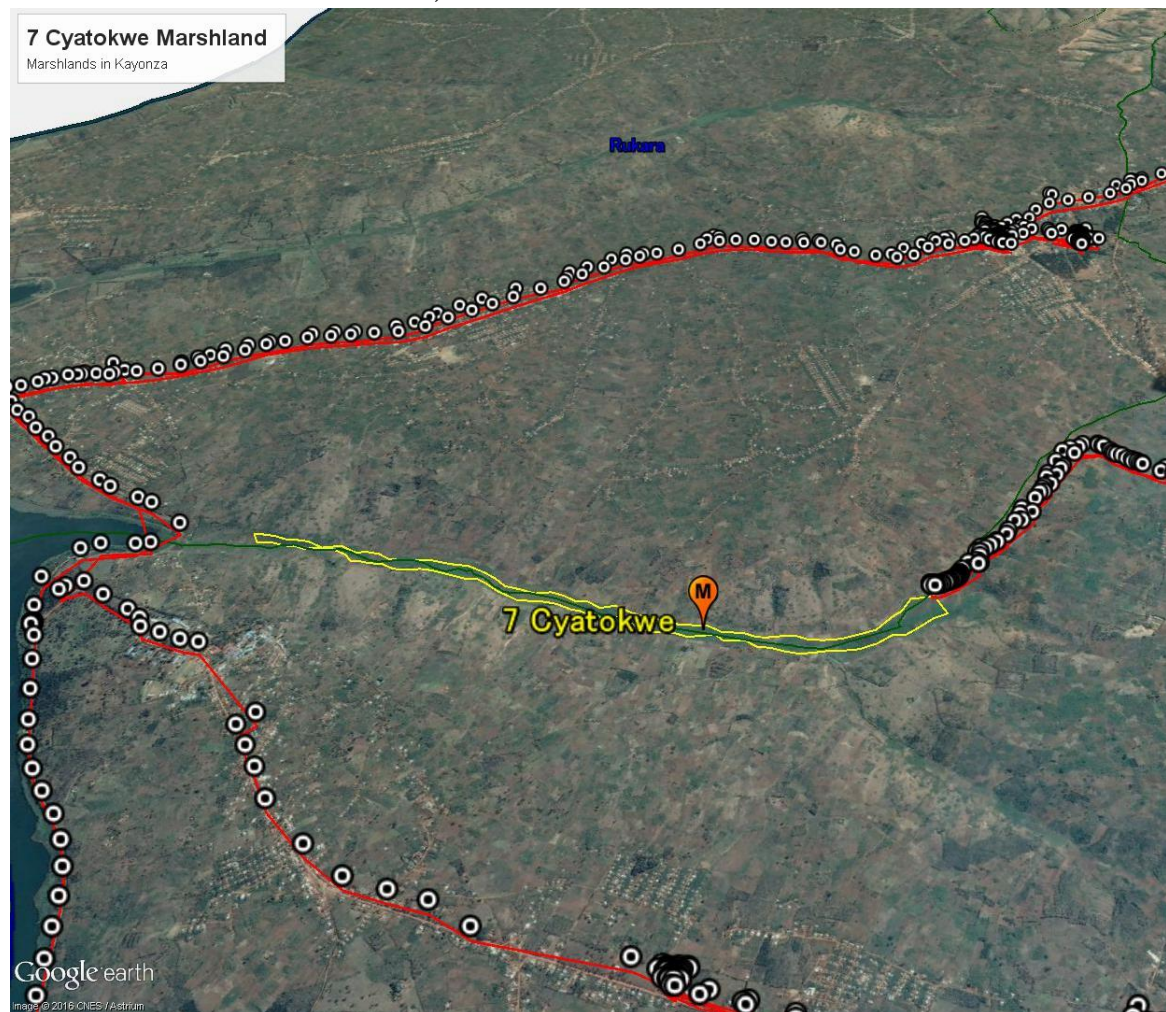 7 Cyatokwe Marshland
Marshlands in Kayonza
Rukara
M
7 Cyatokwe
Google earth
Image © 2016 CNES / Astrium